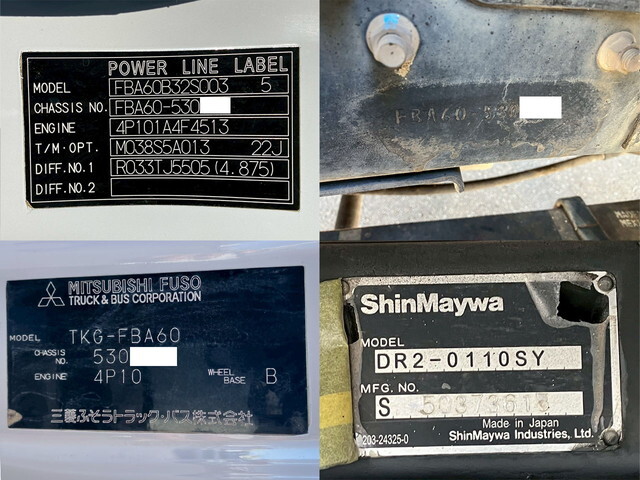 POWER LINE LABEL
MODEL FBA60B32S003 5
CHASSIS NO. FBA60-530
ENGINE 4P101A4F4513
T/M·OPT. M038S5A013 22J
DIFF.NO.1 R033TJ5505(4.875)
DIFF.NO.2
FBA60-530
MITSUBISHI FUSO
TRUCK & BUS CORPORATION
MODEL TKG-FBA60
CHASSIS NO. 530
ENGINE 4P10 WHEEL BASE B
三菱ふそうトラック・バス株式会社
ShinMaywa
MODEL
DR2-0110SY
MFG. NO.
S
Made in Japan
203-24325-0
ShinMaywa Industries, Ltd.